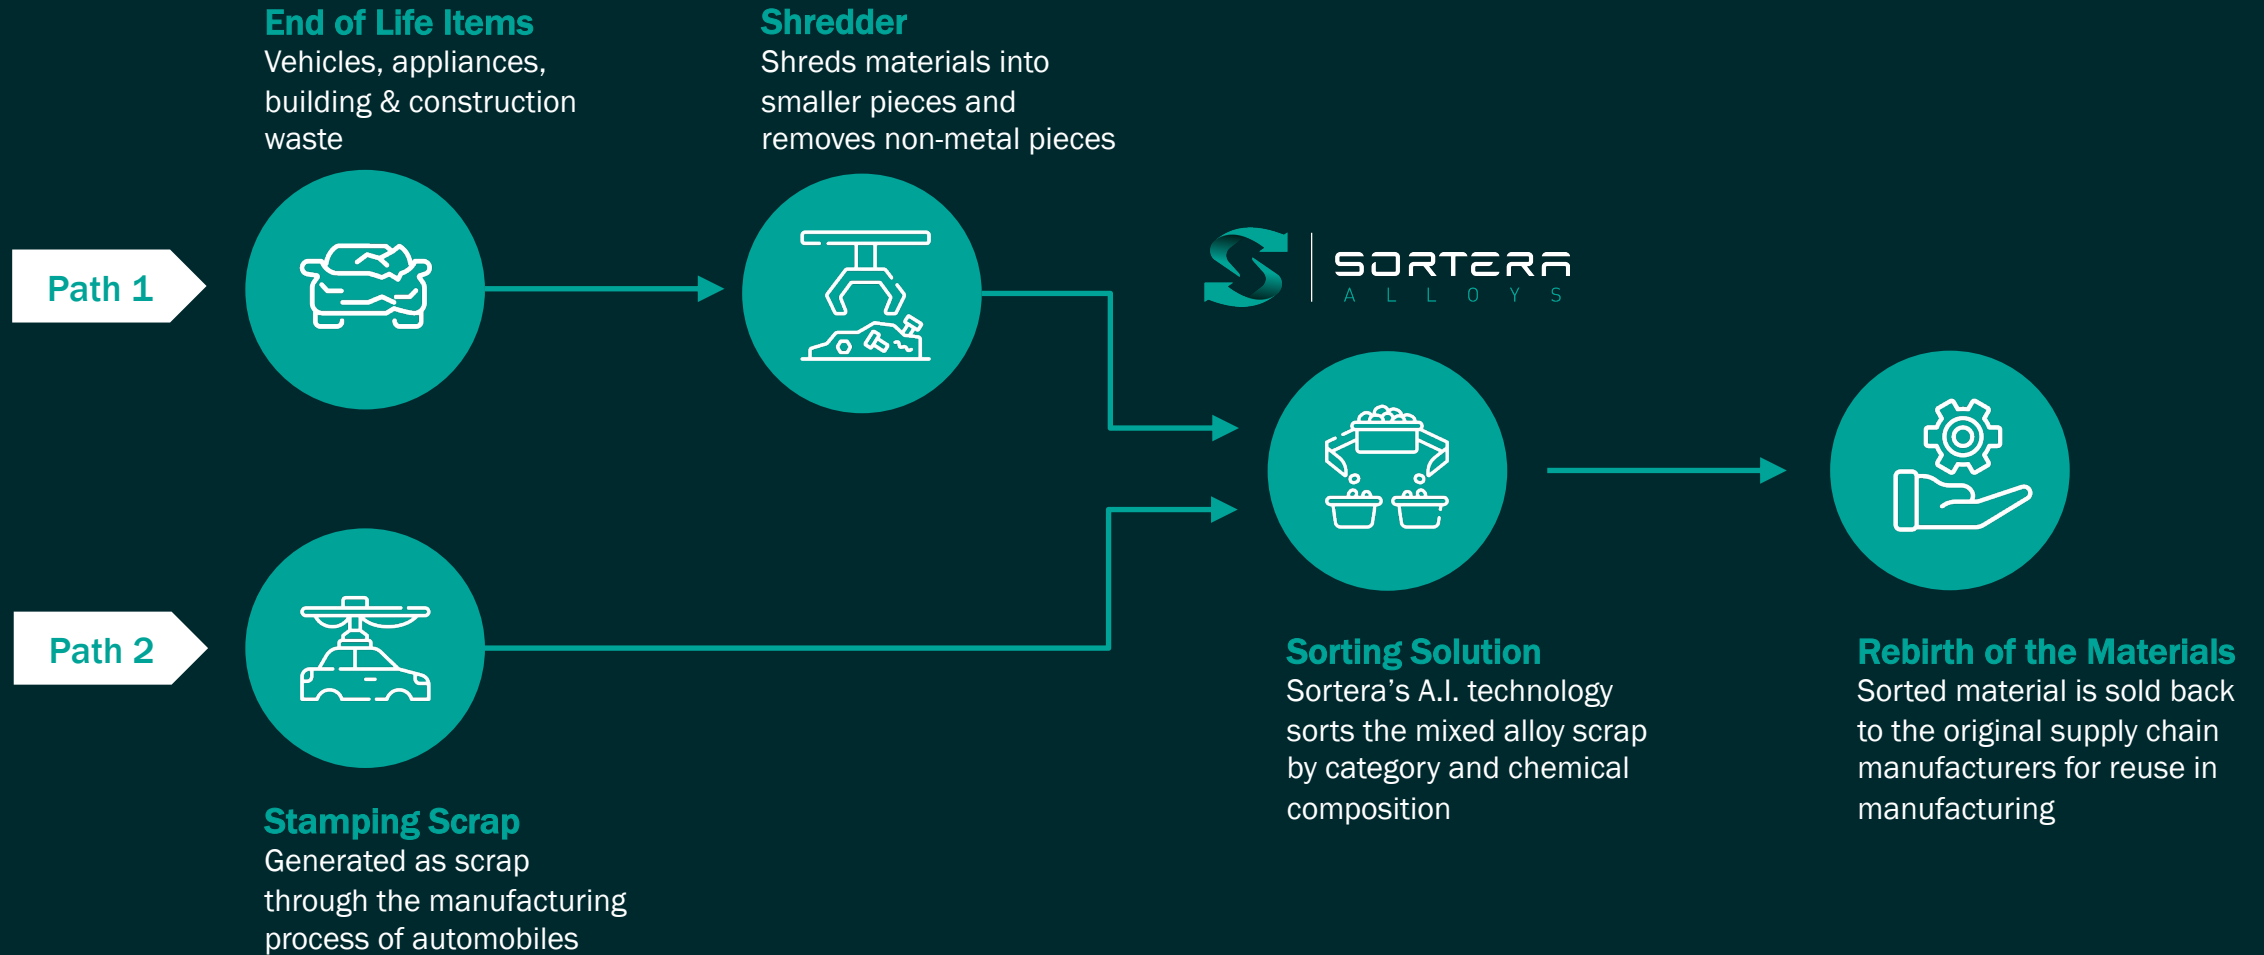 End of Life Items
Vehicles, appliances,
building & construction
waste
Shredder
Shreds materials into
smaller pieces and
removes non-metal pieces
Path 1
SORTERA
ALLOYS
Path 2
Stamping Scrap
Generated as scrap
through the manufacturing
process of automobiles
Sorting Solution
Sortera’s A.I. technology
sorts the mixed alloy scrap
by category and chemical
composition
Rebirth of the Materials
Sorted material is sold back
to the original supply chain
manufacturers for reuse in
manufacturing